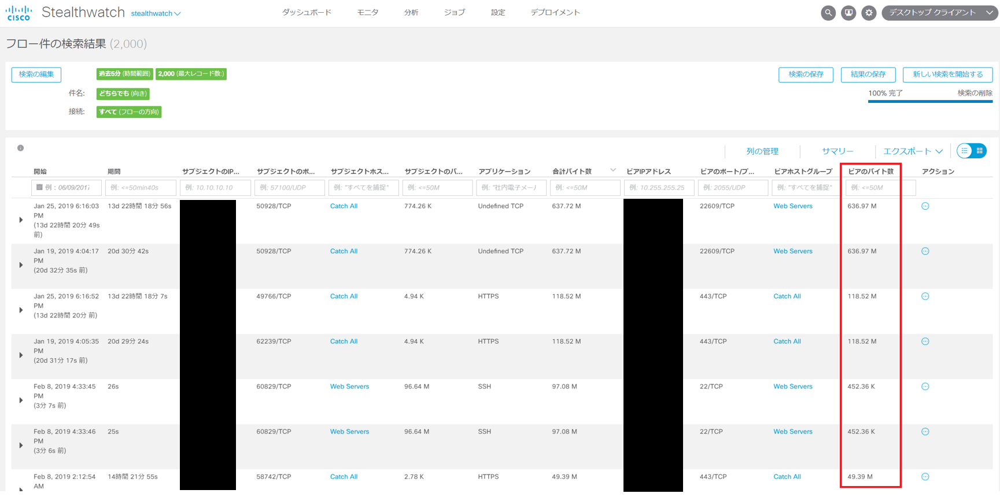 CISCO Stealthwatch stealthwatch ダッシュボード モニタ 分析 ジョブ 設定 デプロイメント デスクトップ クライアント
フロー件の検索結果 (2,000)
検索の編集 過去5分 (時間範囲) 2,000 (最大レコード数:) 検索の保存 結果の保存 新しい検索を開始する
件名: どちらでも (向き) 100% 完了 検索の削除
接続: すべて (フローの方向)
列の管理 サマリー エクスポート
開始 期間 サブジェクトのIP... サブジェクトのポ... サブジェクトホス... サブジェクトのバ... アプリケーション 合計バイト数 ピアIPアドレス ピアのポート/プ... ピアホストグループ ピアのバイト数 アクション
例：06/09/201 例: <=50min40s 例: 10.10.10.10 例: 57100/UDP 例: "すべてを捕捉" 例: <=50M 例: "社内電子メール 例: <=50M 例: 10.255.255.25 例: 2055/UDP 例: "すべてを捕捉" 例: <=50M
Jan 25, 2019 6:16:03 13d 22時間 18分 56s 50928/TCP Catch All 774.26 K Undefined TCP 637.72 M 22609/TCP Web Servers 636.97 M
PM
(13d 22時間 20分 49s
前)
Jan 19, 2019 4:04:17 20d 30分 42s 50928/TCP Catch All 774.26 K Undefined TCP 637.72 M 22609/TCP Web Servers 636.97 M
PM
(20d 32分 35s 前)
Jan 25, 2019 6:16:52 13d 22時間 18分 7s 49766/TCP Catch All 4.94 K HTTPS 118.52 M 443/TCP Catch All 118.52 M
PM
(13d 22時間 20分 前)
Jan 19, 2019 4:05:35 20d 29分 24s 62239/TCP Catch All 4.94 K HTTPS 118.52 M 443/TCP Catch All 118.52 M
PM
(20d 31分 17s 前)
Feb 8, 2019 4:33:45 26s 60829/TCP Web Servers 96.64 M SSH 97.08 M 22/TCP Web Servers 452.36 K
PM
(3分 7s 前)
Feb 8, 2019 4:33:46 25s 60829/TCP Web Servers 96.64 M SSH 97.08 M 22/TCP Web Servers 452.36 K
PM
(3分 6s 前)
Feb 8, 2019 2:12:54 14時間 21分 55s 58742/TCP Catch All 2.78 K HTTPS 49.39 M 443/TCP Catch All 49.39 M
AM